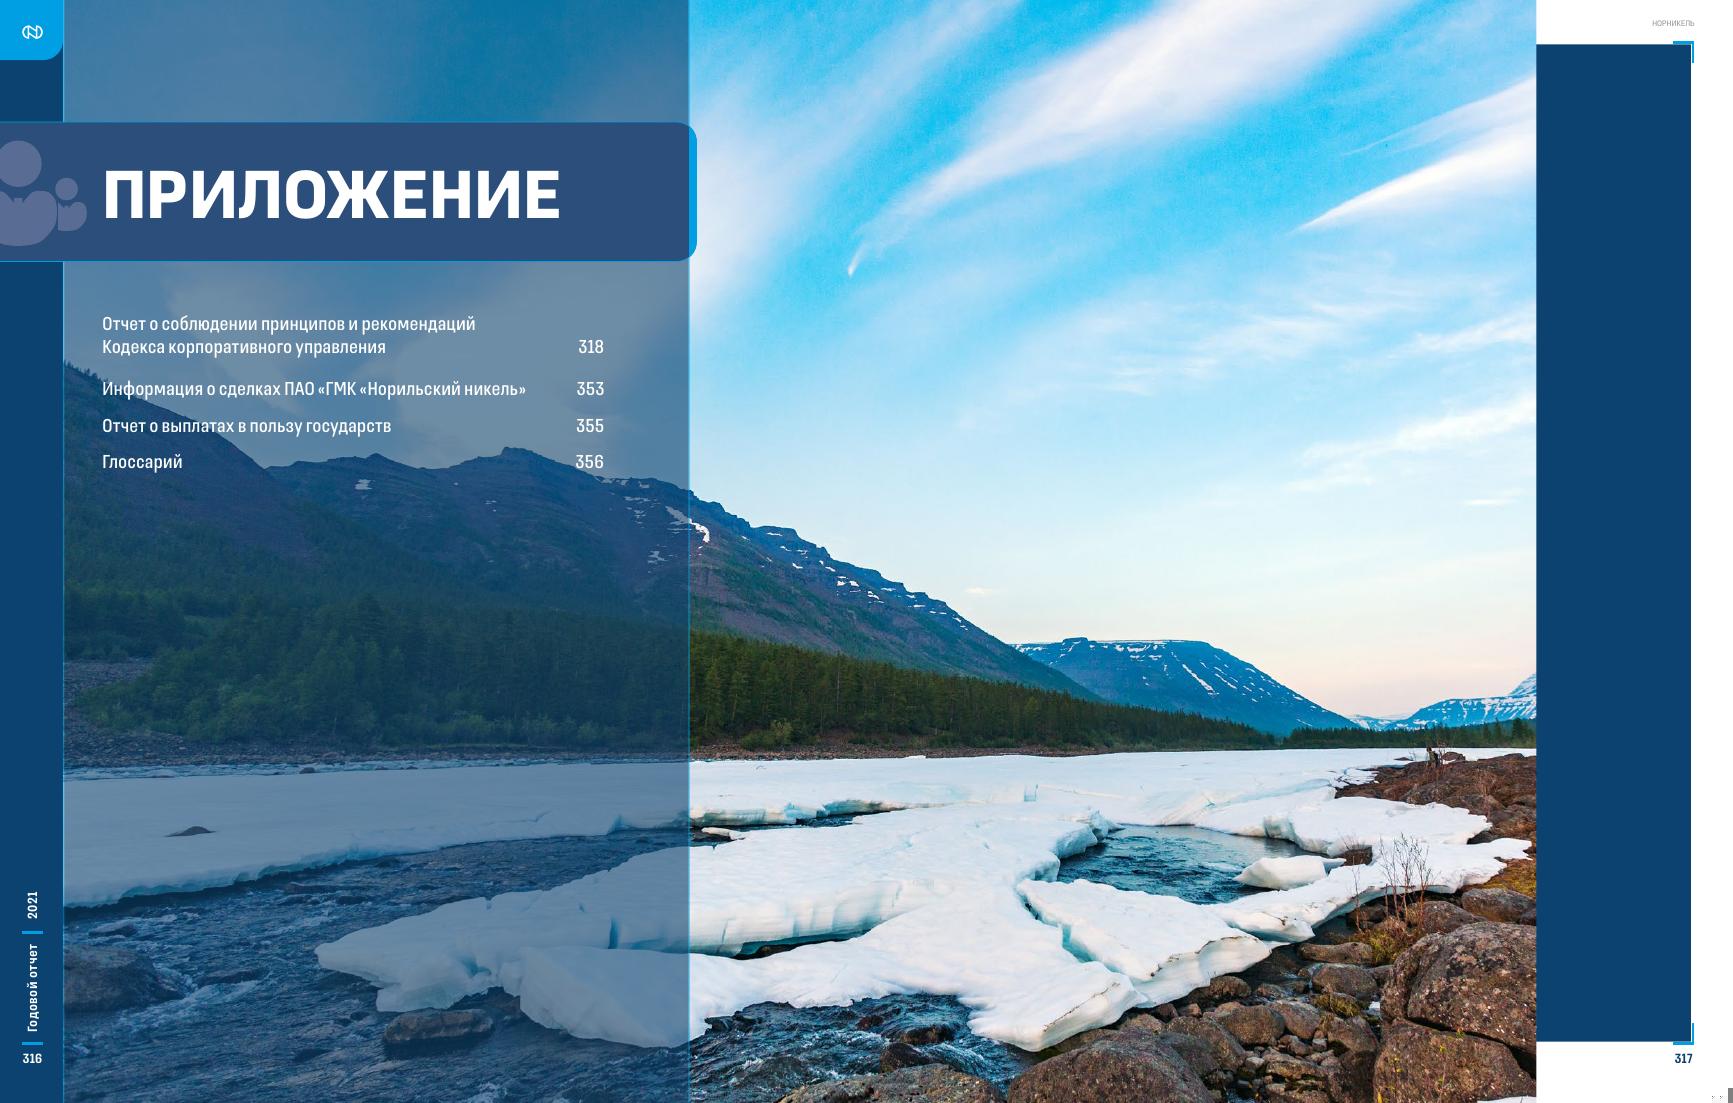 НОРНИКЕЛЬ
ПРИЛОЖЕНИЕ
Отчет о соблюдении принципов и рекомендаций
Кодекса корпоративного управления 318
Информация о сделках ПАО «ГМК «Норильский никель» 353
Отчет о выплатах в пользу государств 355
Глоссарий 356
Годовой отчет | 2021
316
317